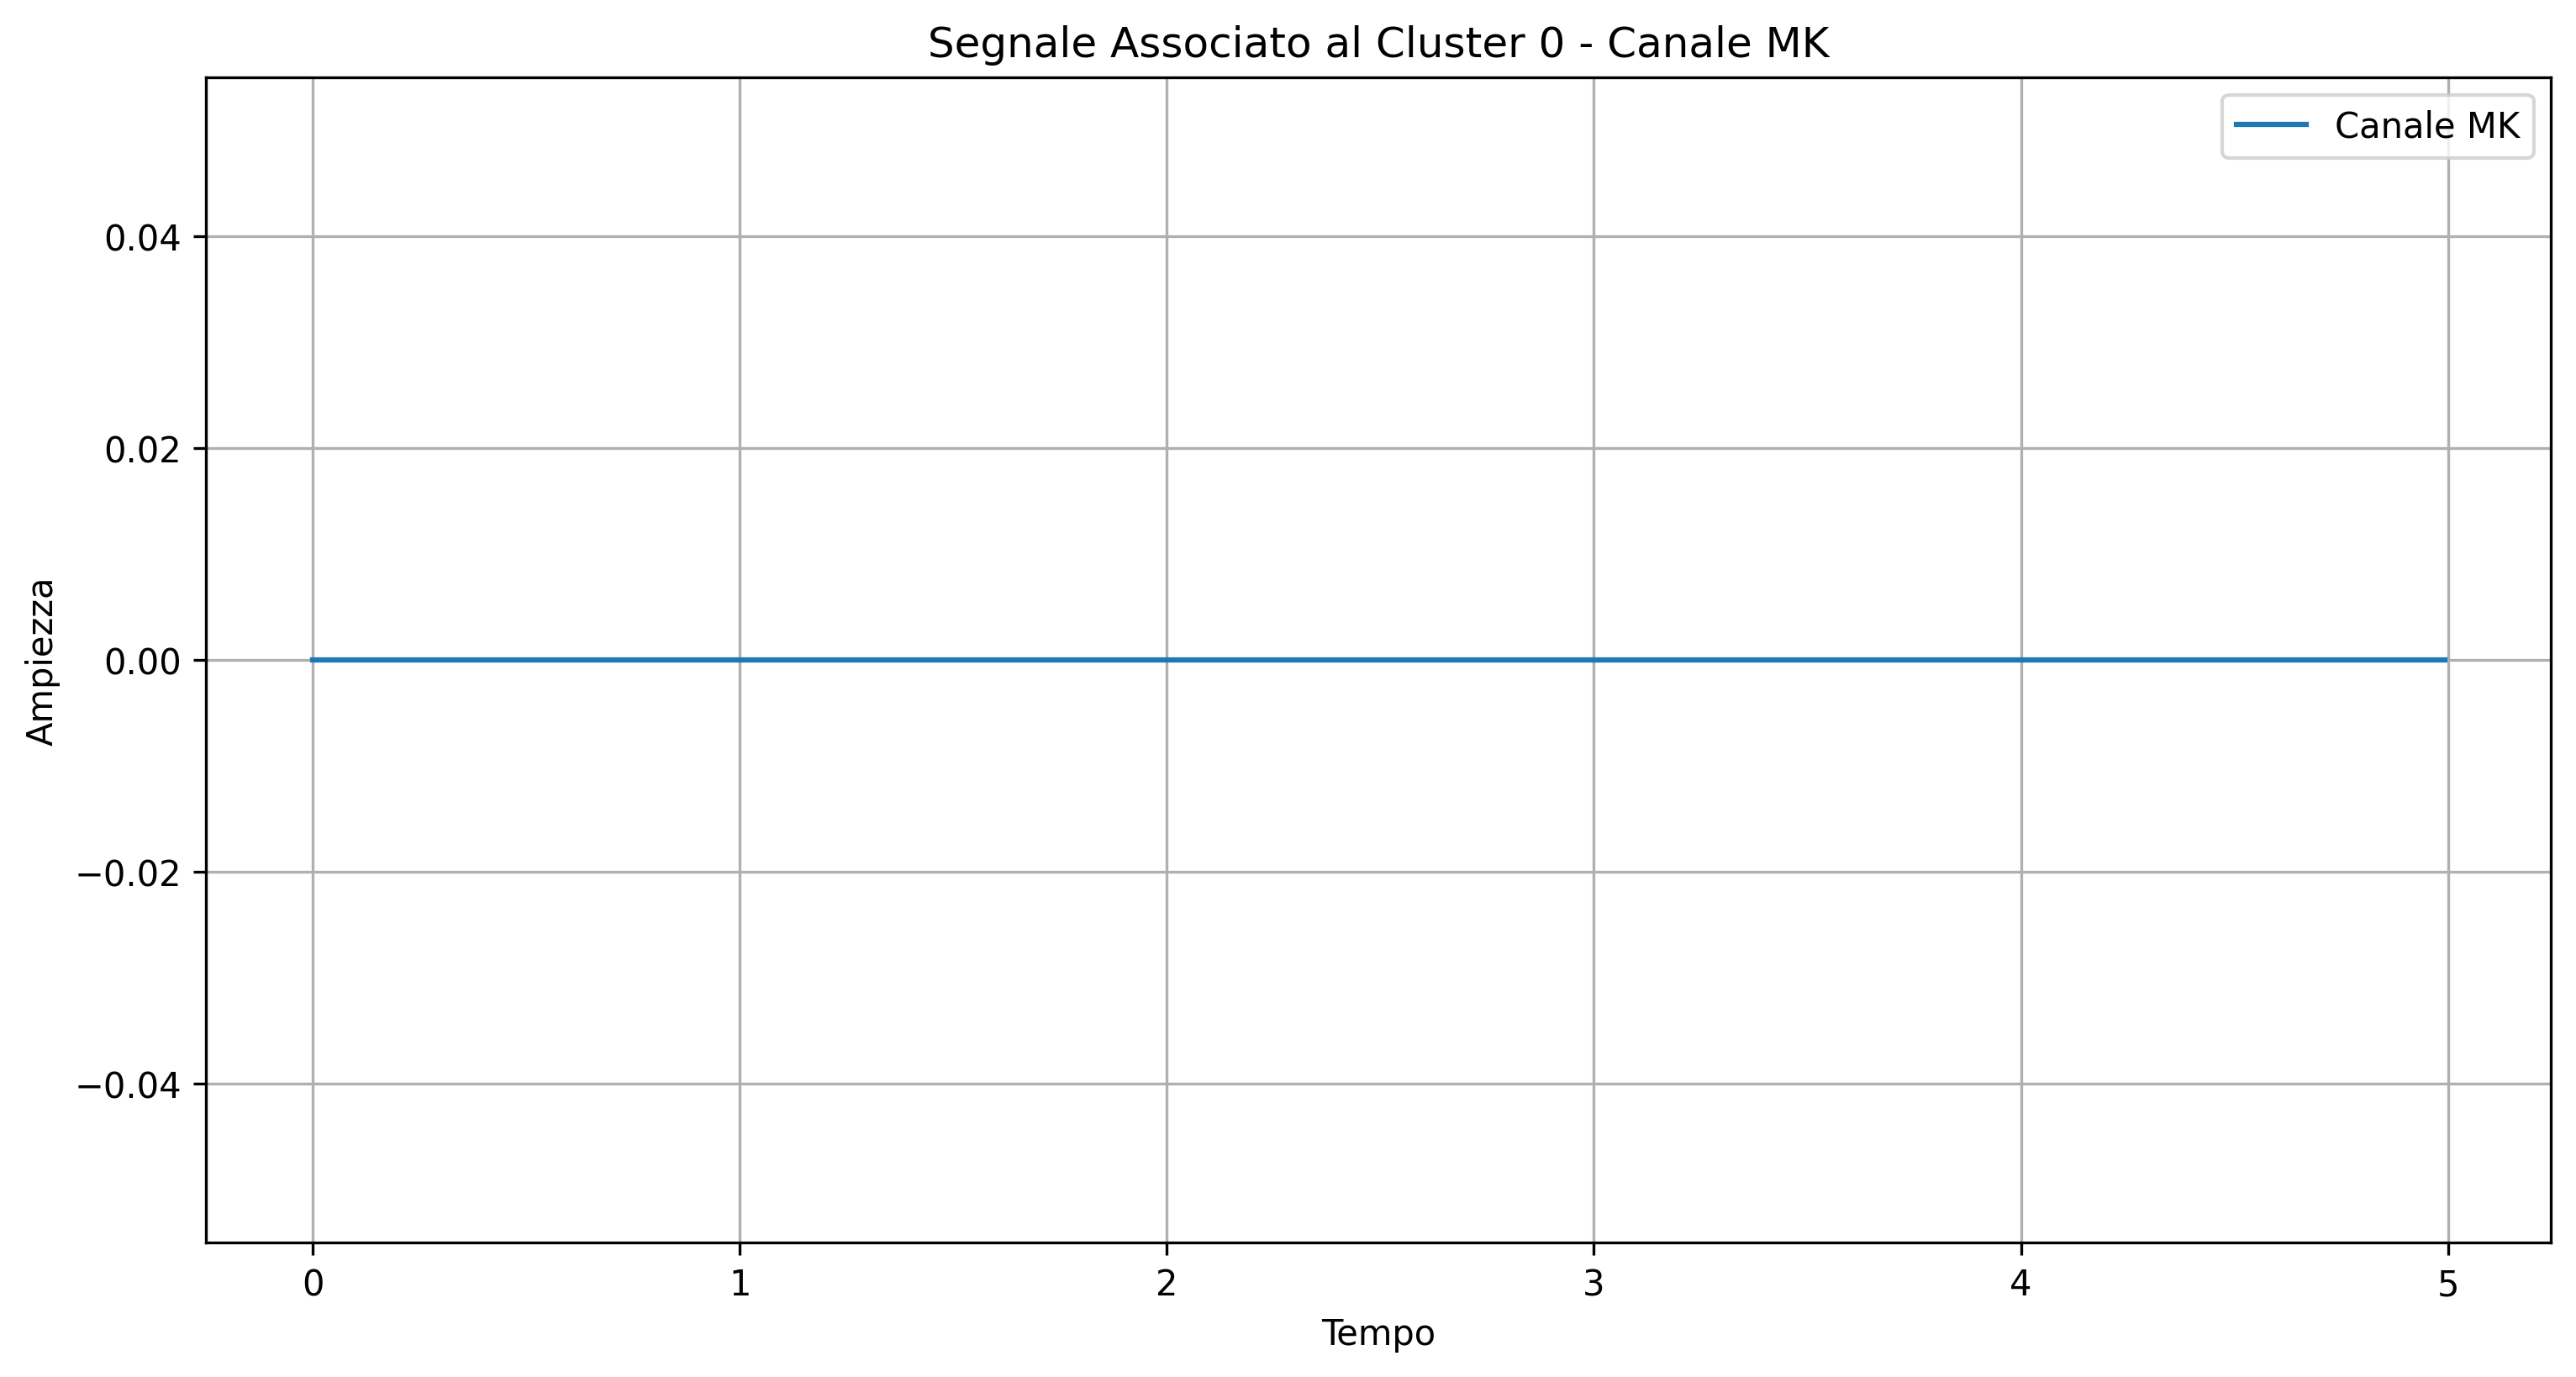 Segnale Associato al Cluster 0 - Canale MK
Canale MK
0.04
0.02
0.00
−0.02
−0.04
Ampiezza
0 1 2 3 4 5
Tempo